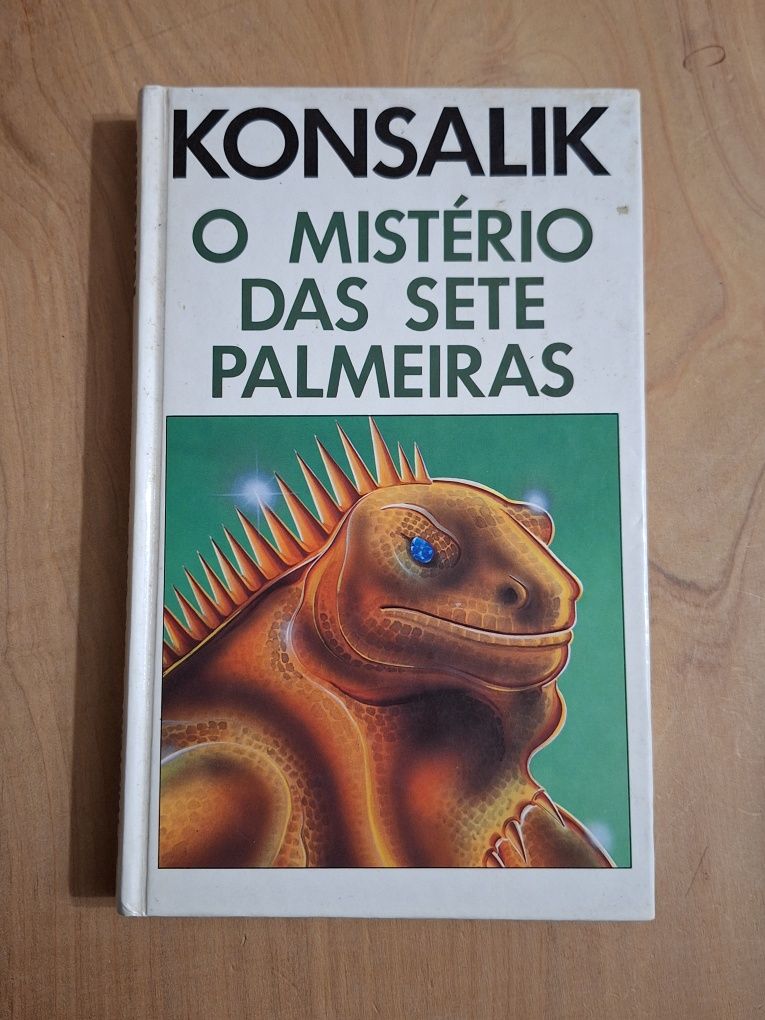 KONSALIK
O MISTÉRIO
DAS SETE
PALMEIRAS